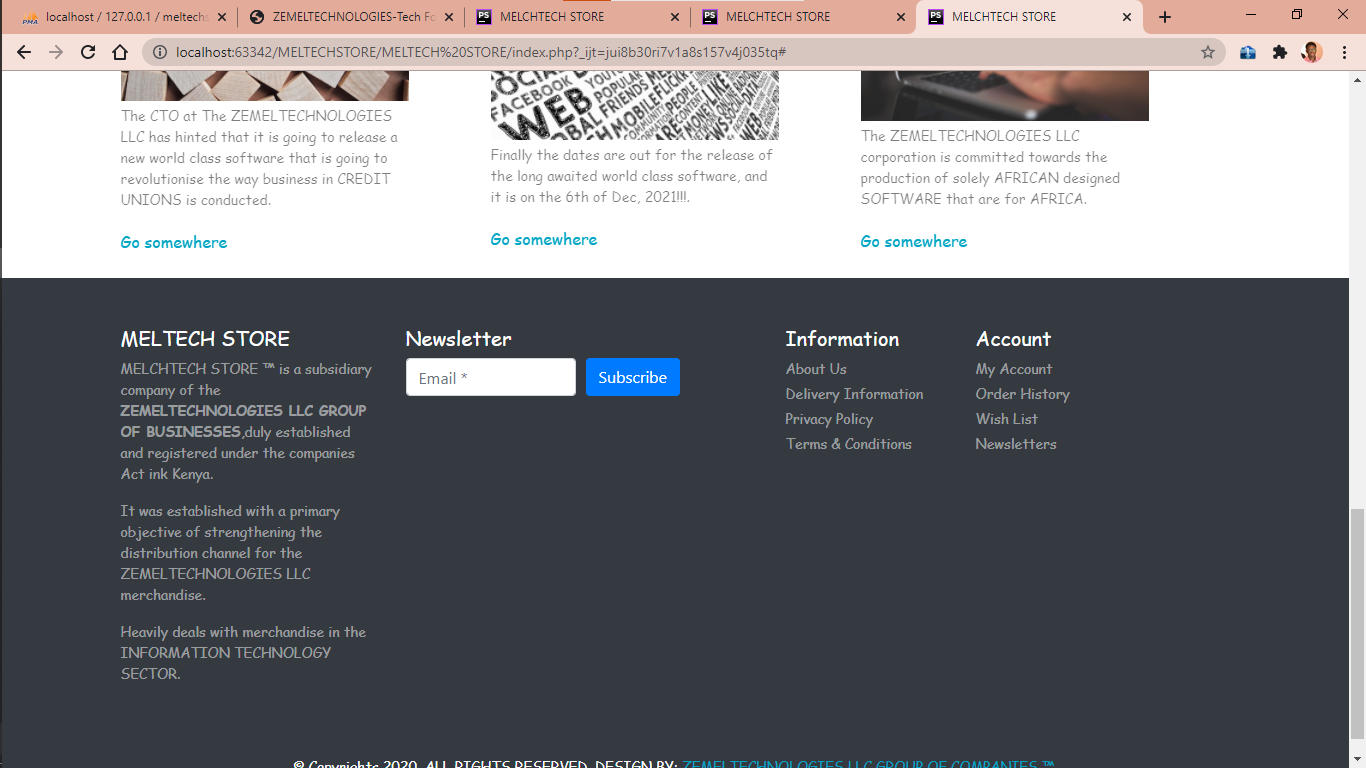 localhost / 127.0.0.1 / meltechs
ZEMELTECHNOLOGIES-Tech Fo
MELCHTECH STORE
MELCHTECH STORE
MELCHTECH STORE
localhost:63342/MELTECHSTORE/MELTECH%20STORE/index.php?_ijt=jui8b30ri7v1a8s157v4j035tq#
FACEBOOK
WEB
POPULAR
FRIENDS
MOBILE
The CTO at The ZEMELTECHNOLOGIES
LLC has hinted that it is going to release a
new world class software that is going to
revolutionise the way business in CREDIT
UNIONS is conducted.
Go somewhere
Finally the dates are out for the release of
the long awaited world class software, and
it is on the 6th of Dec, 2021!!!.
Go somewhere
The ZEMELTECHNOLOGIES LLC
corporation is committed towards the
production of solely AFRICAN designed
SOFTWARE that are for AFRICA.
Go somewhere
MELTECH STORE
MELCHTECH STORE ™ is a subsidiary
company of the
ZEMELTECHNOLOGIES LLC GROUP
OF BUSINESSES,duly established
and registered under the companies
Act ink Kenya.
It was established with a primary
objective of strengthening the
distribution channel for the
ZEMELTECHNOLOGIES LLC
merchandise.
Heavily deals with merchandise in the
INFORMATION TECHNOLOGY
SECTOR.
Newsletter
Email *
Subscribe
Information
About Us
Delivery Information
Privacy Policy
Terms & Conditions
Account
My Account
Order History
Wish List
Newsletters
© Copyrights 2020. ALL RIGHTS RESERVED. DESIGN BY: ZEMELTECHNOLOGIES LLC GROUP OF COMPANIES ™